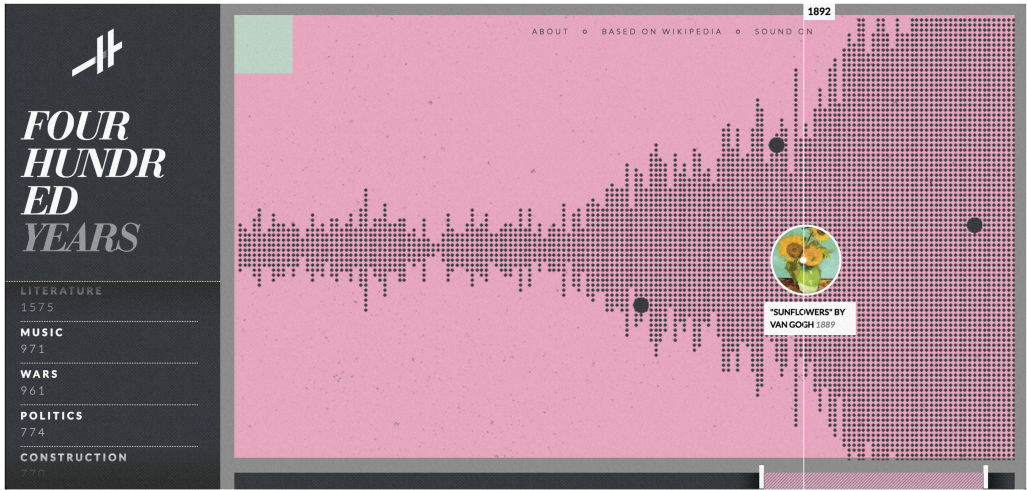 1892
ABOUT
BASED ON WIKIPEDIA
SOUND ON
FOUR
HUNDR
ED
YEARS
LITERATURE
1575
MUSIC
971
WARS
961
POLITICS
774
CONSTRUCTION
770
"SUNFLOWERS" BY
VAN GOGH 1889